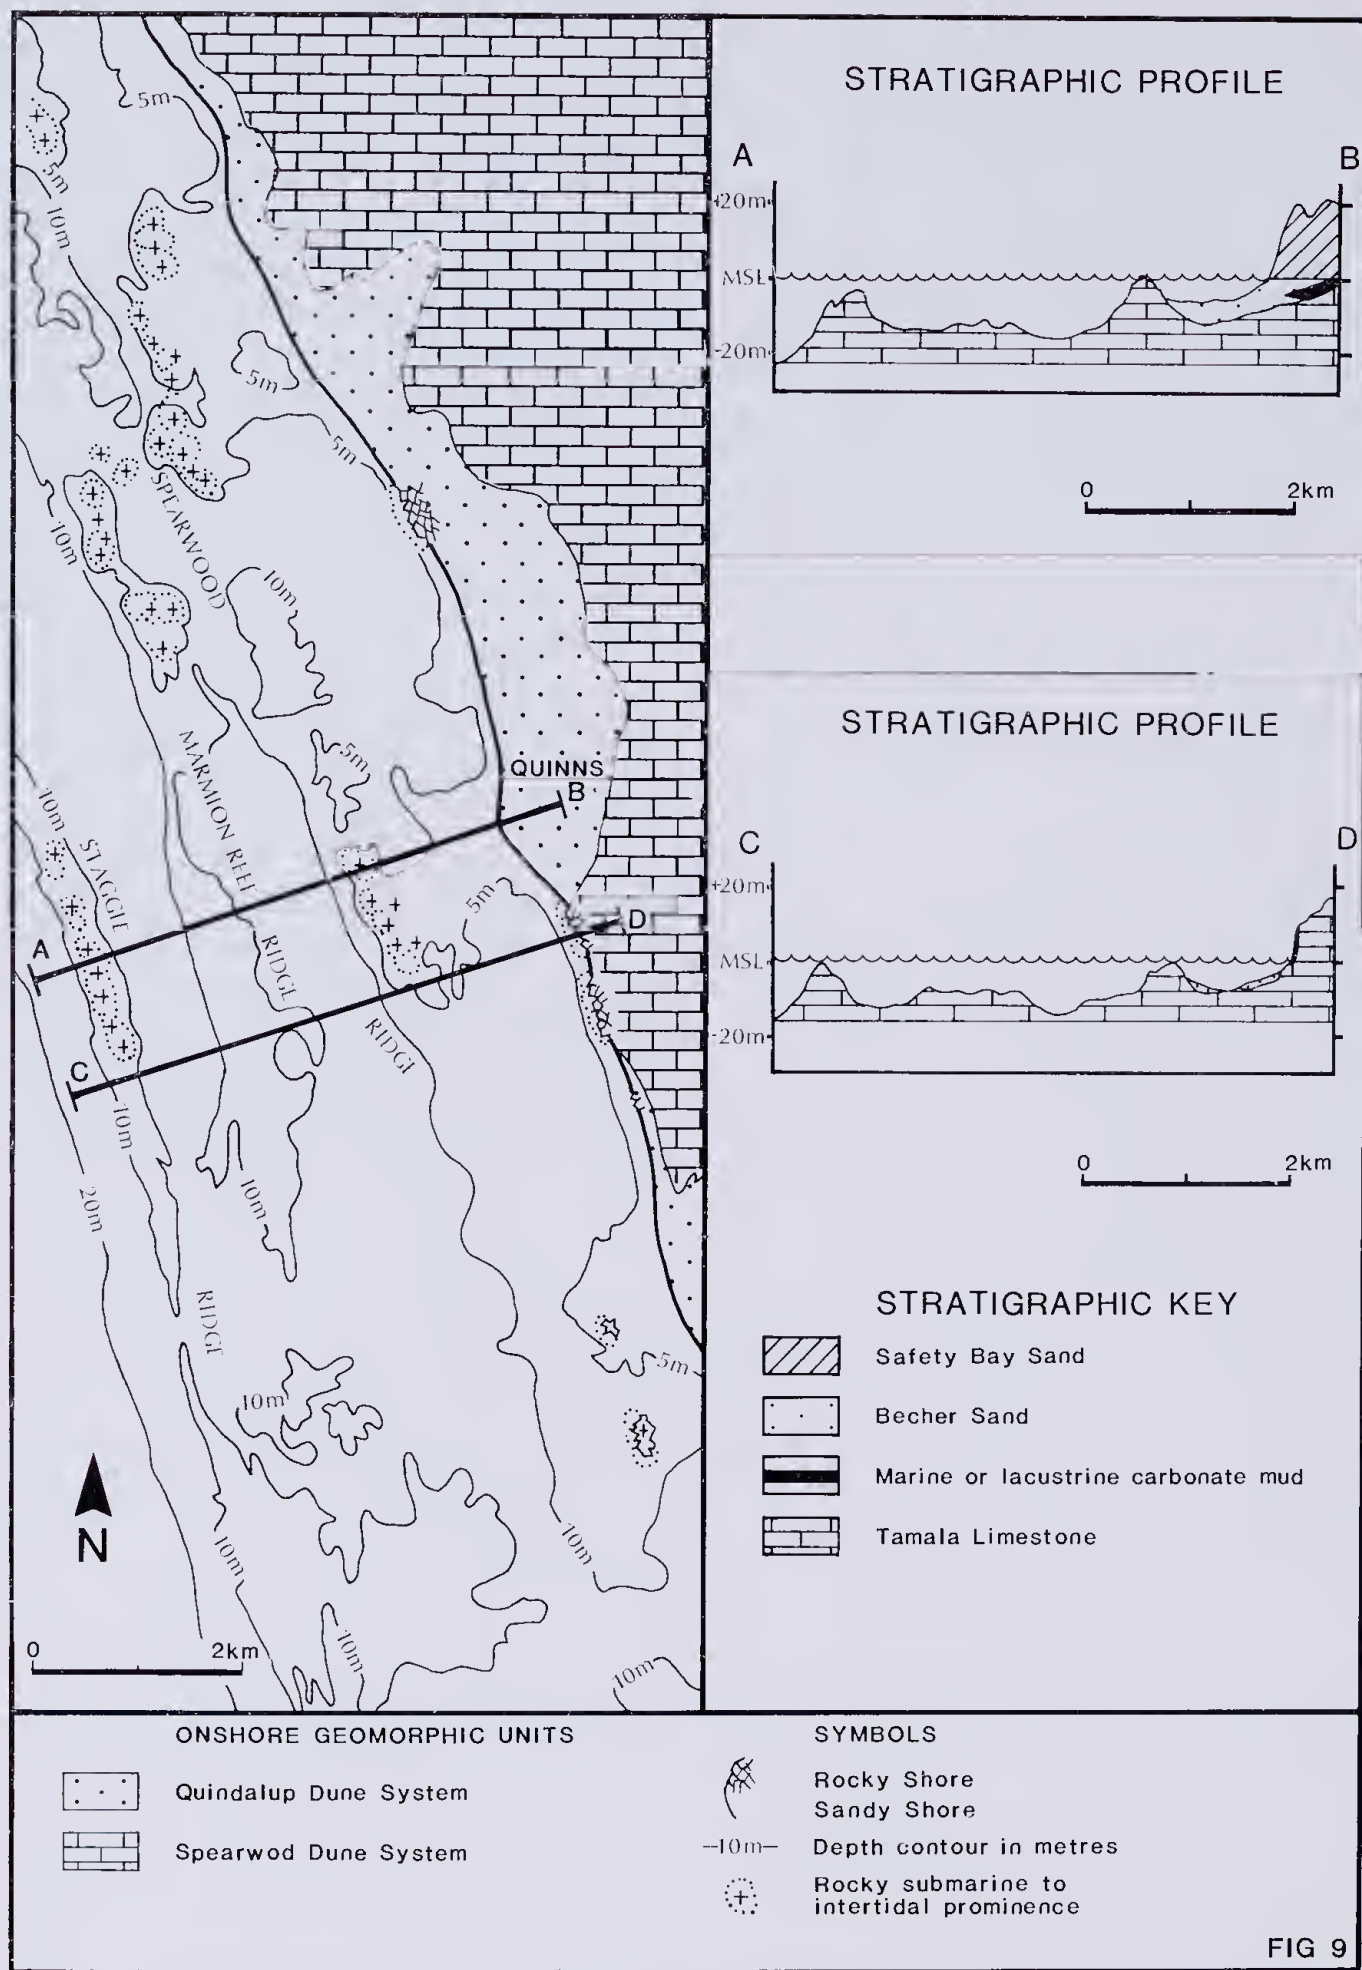 5m
5m
10m
5m
5m
10m
SPEARWOOD
10m
MARMION REEF
5m
QUINNS
B
10m
STAGGIE
5m
A
D
RIDGE
RIDGE
C
10m
20m
10m
RIDGE
5m
10m
N
10m
10m
10m
10m
0 2km
STRATIGRAPHIC PROFILE
A B
+20m
MSL
-20m
0 2km
STRATIGRAPHIC PROFILE
C D
+20m
MSL
-20m
0 2km
STRATIGRAPHIC KEY
Safety Bay Sand
Becher Sand
Marine or lacustrine carbonate mud
Tamala Limestone
ONSHORE GEOMORPHIC UNITS
Quindalup Dune System
Spearwod Dune System
SYMBOLS
Rocky Shore
Sandy Shore
-10m- Depth contour in metres
Rocky submarine to
intertidal prominence
FIG 9